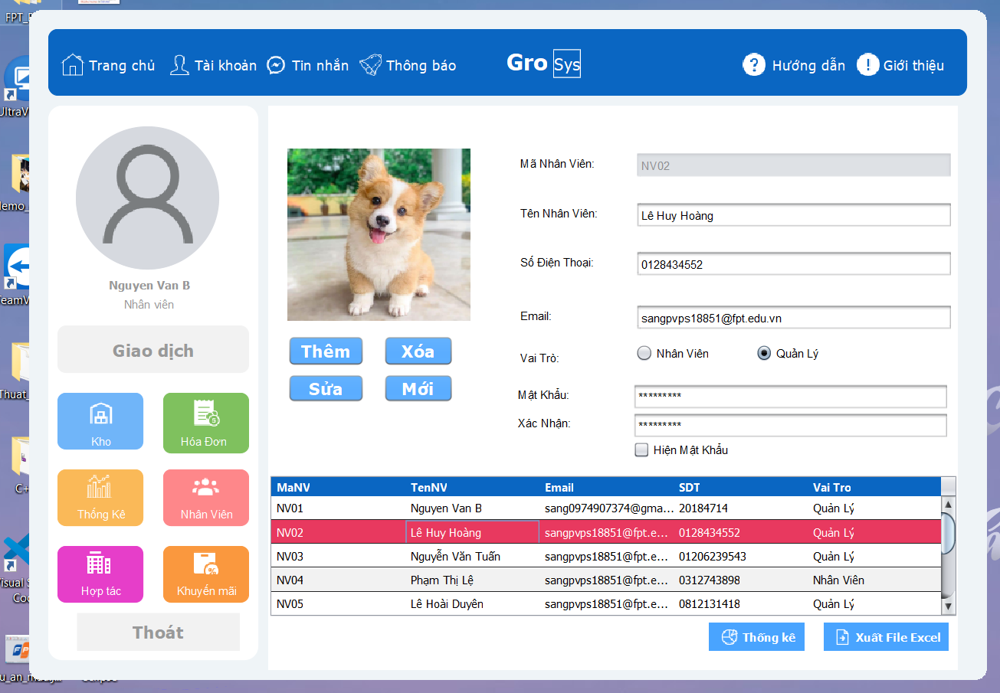 FPT_
Trang chủ
Tài khoản
Tin nhắn
Thông báo
Gro Sys
Hướng dẫn
Giới thiệu
UltraV
Nguyen Van B
Nhân viên
Giao dịch
Kho
Hóa Đơn
Thống Kê
Nhân Viên
Hợp tác
Khuyến mãi
Thoát
Thêm
Xóa
Sửa
Mới
Mã Nhân Viên:
NV02
Tên Nhân Viên:
Lê Huy Hoàng
Số Điện Thoại:
0128434552
Email:
sangpvps18851@fpt.edu.vn
Vai Trò:
Nhân Viên
Quản Lý
Mật Khẩu:
*********
Xác Nhận:
*********
Hiện Mật Khẩu
MaNV TenNV Email SDT Vai Tro
NV01 Nguyen Van B sang0974907374@gma... 20184714 Quản Lý
NV02 Lê Huy Hoàng sangpvps18851@fpt.e... 0128434552 Quản Lý
NV03 Nguyễn Văn Tuấn sangpvps18851@fpt.e... 01206239543 Quản Lý
NV04 Phạm Thị Lệ sangpvps18851@fpt.e... 0312743898 Nhân Viên
NV05 Lê Hoài Duyên sangpvps18851@fpt.e... 0812131418 Quản Lý
Thống kê
Xuất File Excel